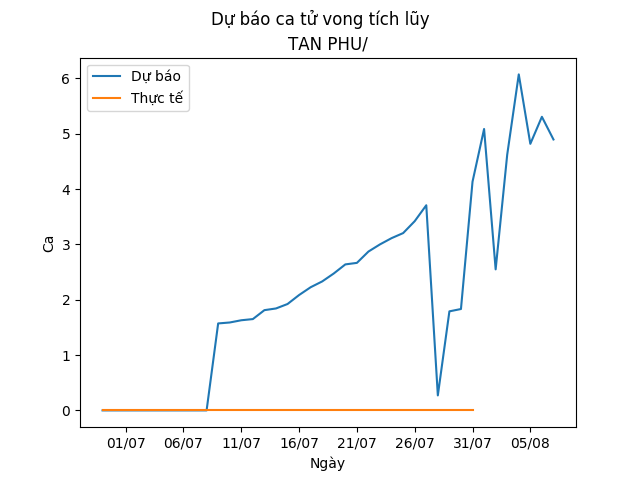 Dự báo ca tử vong tích lũy
TAN PHU/
Dự báo
Thực tế
Ca
6
5
4
3
2
1
0
01/07 06/07 11/07 16/07 21/07 26/07 31/07 05/08
Ngày